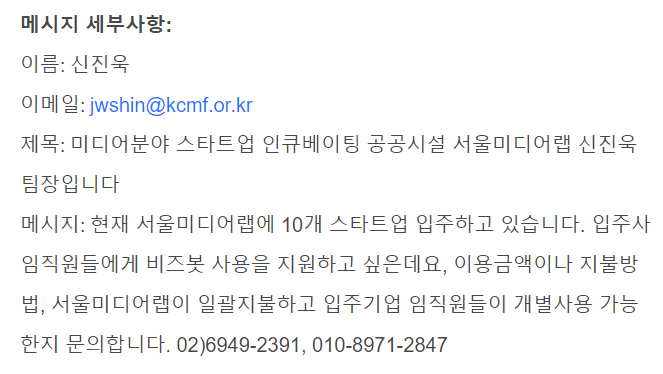 메시지 세부사항:
이름: 신진욱
이메일: jwshin@kcmf.or.kr
제목: 미디어분야 스타트업 인큐베이팅 공공시설 서울미디어랩 신진욱
팀장입니다
메시지: 현재 서울미디어랩에 10개 스타트업 입주하고 있습니다. 입주사
임직원들에게 비즈봇 사용을 지원하고 싶은데요, 이용금액이나 지불방
법, 서울미디어랩이 일괄지불하고 입주기업 임직원들이 개별사용 가능
한지 문의합니다. 02)6949-2391, 010-8971-2847